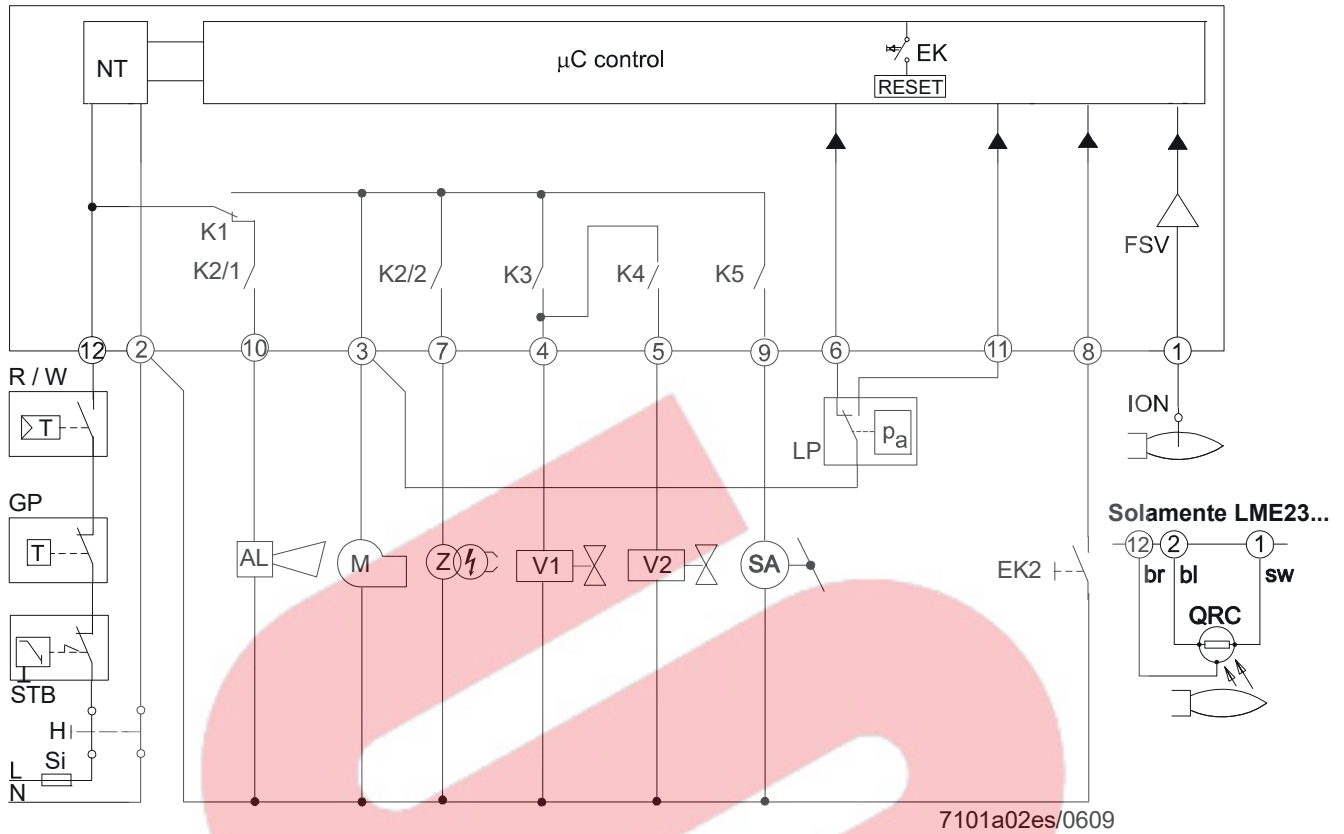 NT
μC control
EK
RESET
FSV
K1
K2/1
K2/2
K3
K4
K5
12
2
10
3
7
4
5
9
6
11
8
1
R / W
T
GP
T
STB
H
Si
L
N
AL
M
Z
V1
V2
SA
LP
pa
EK2
ION
Solamente LME23...
12
2
1
br
bl
sw
QRC
7101a02es/0609